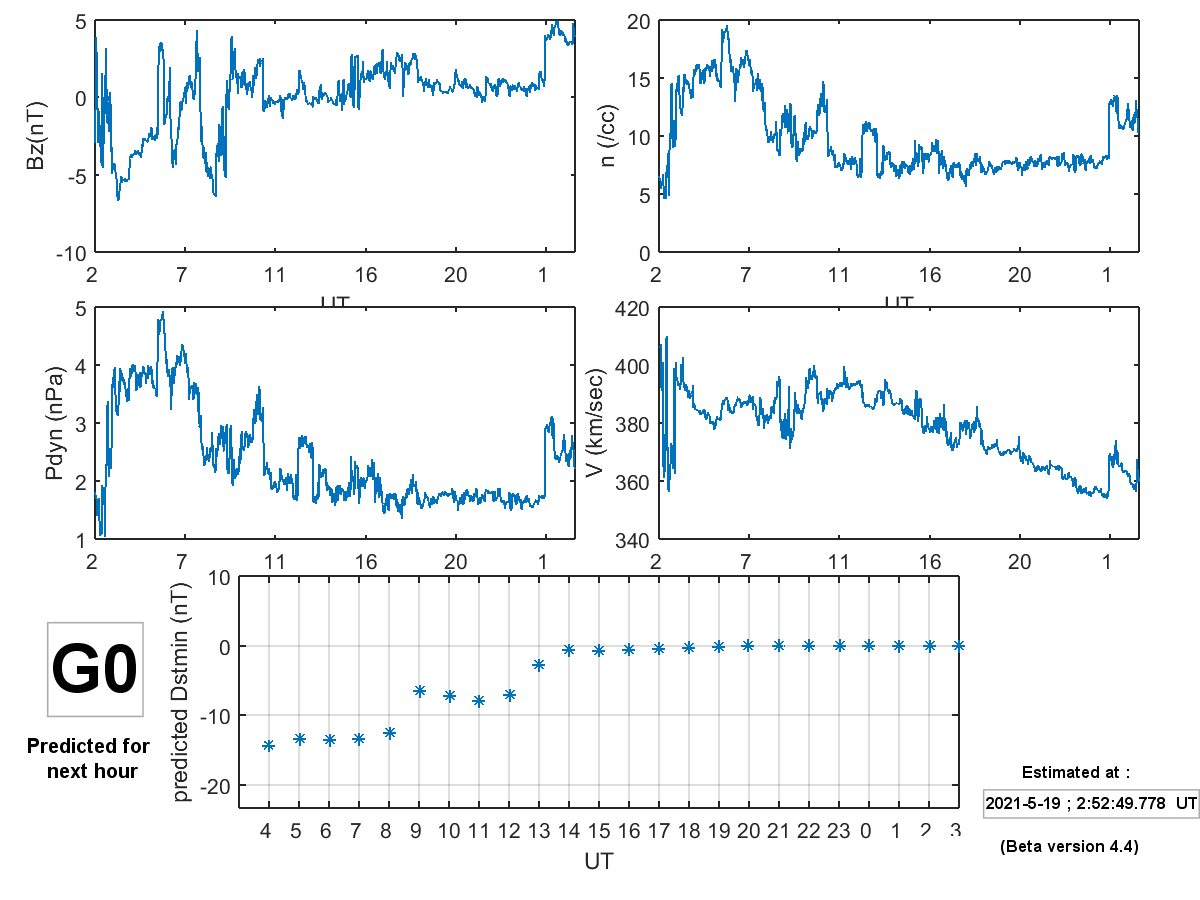 5
0
-5
-10
Bz(nT)
2 7 11 16 20 1
UT
20
15
10
5
0
n (/cc)
2 7 11 16 20 1
UT
5
4
3
2
1
Pdyn (nPa)
2 7 11 16 20 1
420
400
380
360
340
V (km/sec)
2 7 11 16 20 1
10
0
-10
-20
predicted Dstmin (nT)
4 5 6 7 8 9 10 11 12 13 14 15 16 17 18 19 20 21 22 23 0 1 2 3
UT
G0
Predicted for
next hour
Estimated at :
2021-5-19 ; 2:52:49.778 UT
(Beta version 4.4)